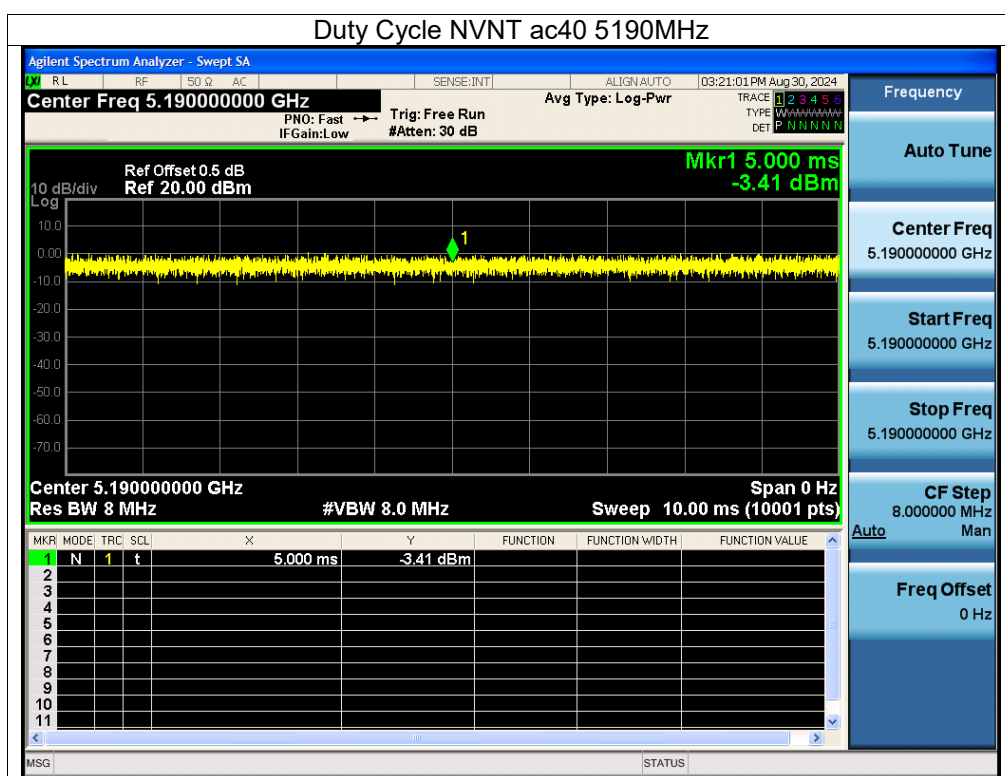 Duty Cycle NVNT ac40 5190MHz
Agilent Spectrum Analyzer - Swept SA
LXI RL RF 50 Ω AC SENSE:INT ALIGN AUTO 03:21:01 PM Aug 30, 2024
Center Freq 5.190000000 GHz Avg Type: Log-Pwr TRACE 1 2 3 4 5 6
PNO: Fast Trig: Free Run TYPE WWWWWW
IFGain:Low #Atten: 30 dB DET P N N N N N
Frequency
Mkr1 5.000 ms
-3.41 dBm
Ref Offset 0.5 dB
10 dB/div Ref 20.00 dBm
Log
10.0
0.00
-10.0
-20.0
-30.0
-40.0
-50.0
-60.0
-70.0
1
Center 5.190000000 GHz Span 0 Hz
Res BW 8 MHz #VBW 8.0 MHz Sweep 10.00 ms (10001 pts)
MKR MODE TRC SCL X Y FUNCTION FUNCTION WIDTH FUNCTION VALUE
1 N 1 t 5.000 ms -3.41 dBm
2
3
4
5
6
7
8
9
10
11
MSG STATUS
Auto Tune
Center Freq
5.190000000 GHz
Start Freq
5.190000000 GHz
Stop Freq
5.190000000 GHz
CF Step
8.000000 MHz
Auto Man
Freq Offset
0 Hz